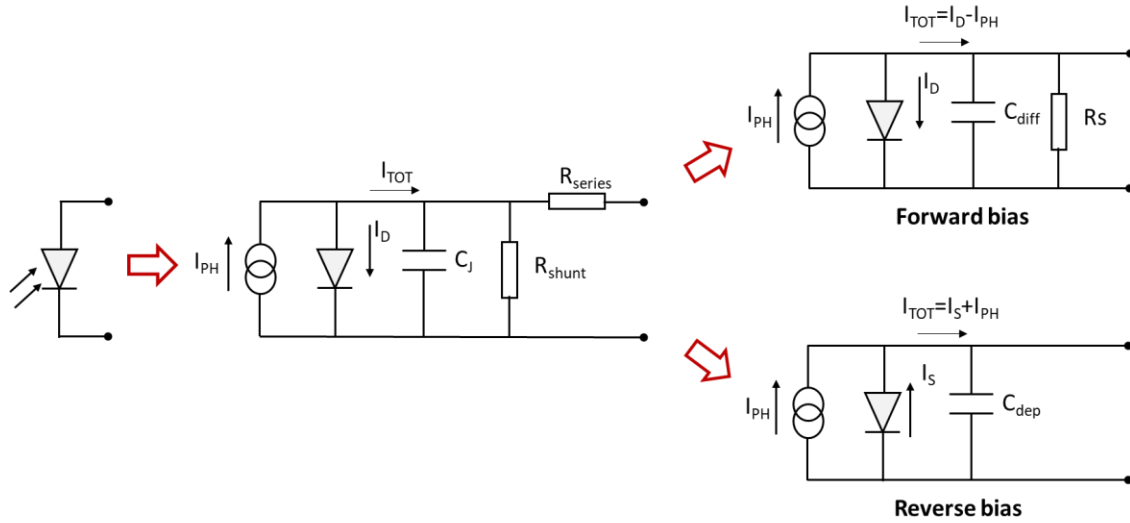 I_TOT
R_series
I_PH
I_D
C_J
R_shunt
I_TOT=I_D-I_PH
I_PH
I_D
C_diff
Rs
Forward bias
I_TOT=I_S+I_PH
I_PH
I_S
C_dep
Reverse bias